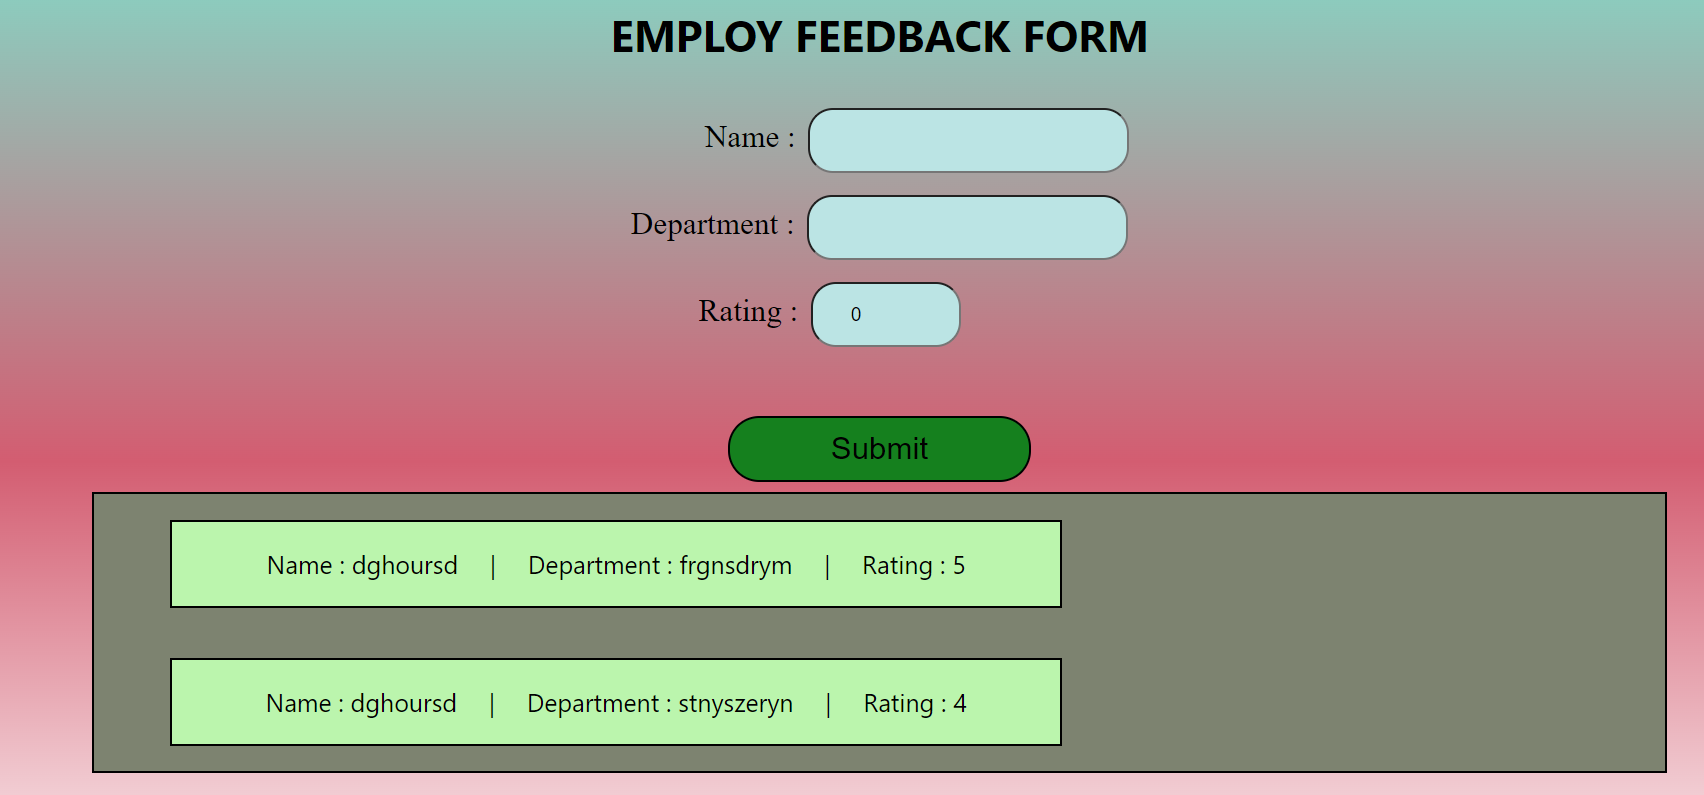 EMPLOY FEEDBACK FORM
Name :
Department :
Rating : 0
Submit
Name : dghoursd | Department : frgnsdrym | Rating : 5
Name : dghoursd | Department : stnyszeryn | Rating : 4